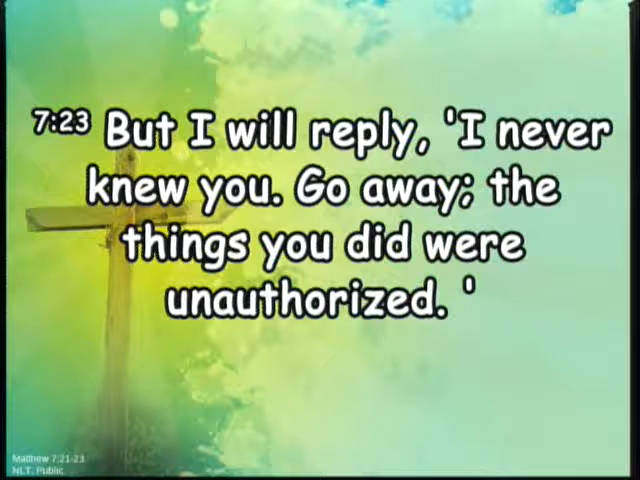 7:23 But I will reply, 'I never
knew you. Go away; the
things you did were
unauthorized. '
Matthew 7:21-23
NLT. Public